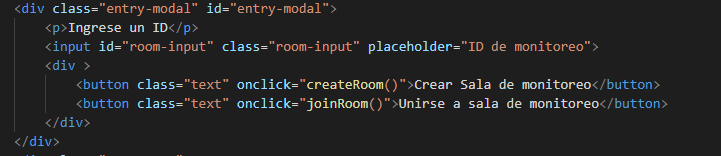 <div class="entry-modal" id="entry-modal">
<p>Ingrese un ID</p>
<input id="room-input" class="room-input" placeholder="ID de monitoreo">
<div >
<button class="text" onclick="createRoom()">Crear Sala de monitoreo</button>
<button class="text" onclick="joinRoom()">Unirse a sala de monitoreo</button>
</div>
</div>